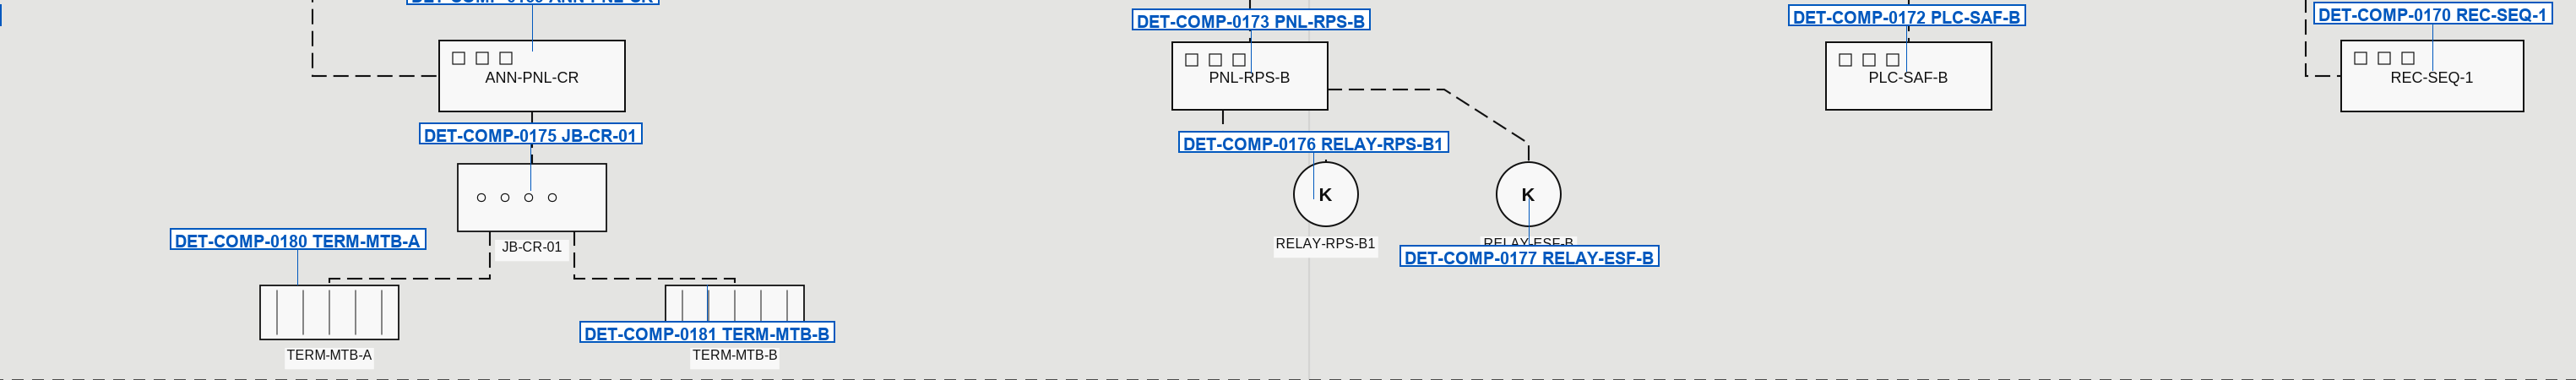 DET-COMP-0173 PNL-RPS-B
DET-COMP-0172 PLC-SAF-B
DET-COMP-0170 REC-SEQ-1
ANN-PNL-CR
PNL-RPS-B
PLC-SAF-B
REC-SEQ-1
DET-COMP-0175 JB-CR-01
DET-COMP-0176 RELAY-RPS-B1
K
K
DET-COMP-0180 TERM-MTB-A
JB-CR-01
RELAY-RPS-B1
RELAY-ESF-B
DET-COMP-0177 RELAY-ESF-B
DET-COMP-0181 TERM-MTB-B
TERM-MTB-A
TERM-MTB-B